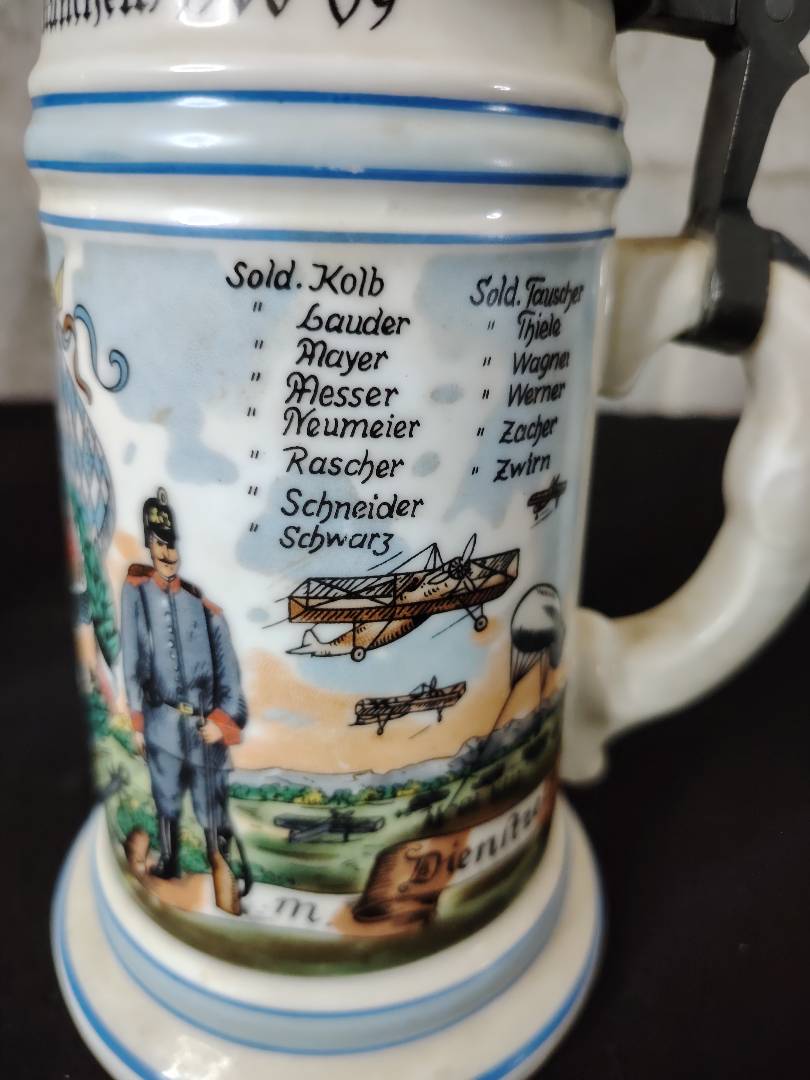 Sold. Kolb
" Lauder
" Mayer
" Messer
" Neumeier
" Rascher
" Schneider
" Schwarz
Sold. Tauscher
" Thiele
" Wagner
" Werner
" Zacher
" Zwirn
m.